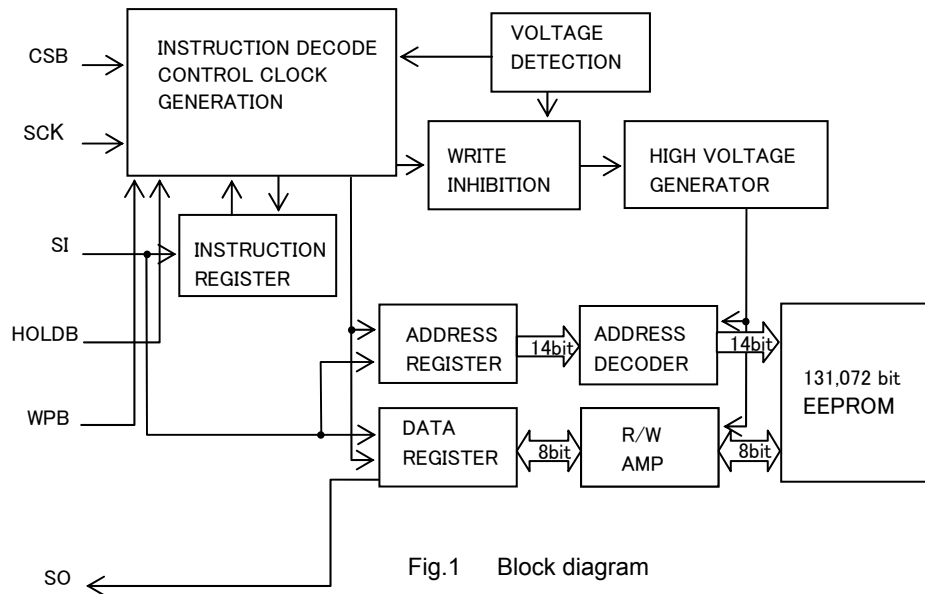 CSB
SCK
SI
HOLDB
WPB
SO
INSTRUCTION DECODE
CONTROL CLOCK
GENERATION
VOLTAGE
DETECTION
WRITE
INHIBITION
HIGH VOLTAGE
GENERATOR
INSTRUCTION
REGISTER
ADDRESS
REGISTER
14bit
ADDRESS
DECODER
14bit
131,072 bit
EEPROM
DATA
REGISTER
8bit
R/W
AMP
8bit
Fig.1 Block diagram